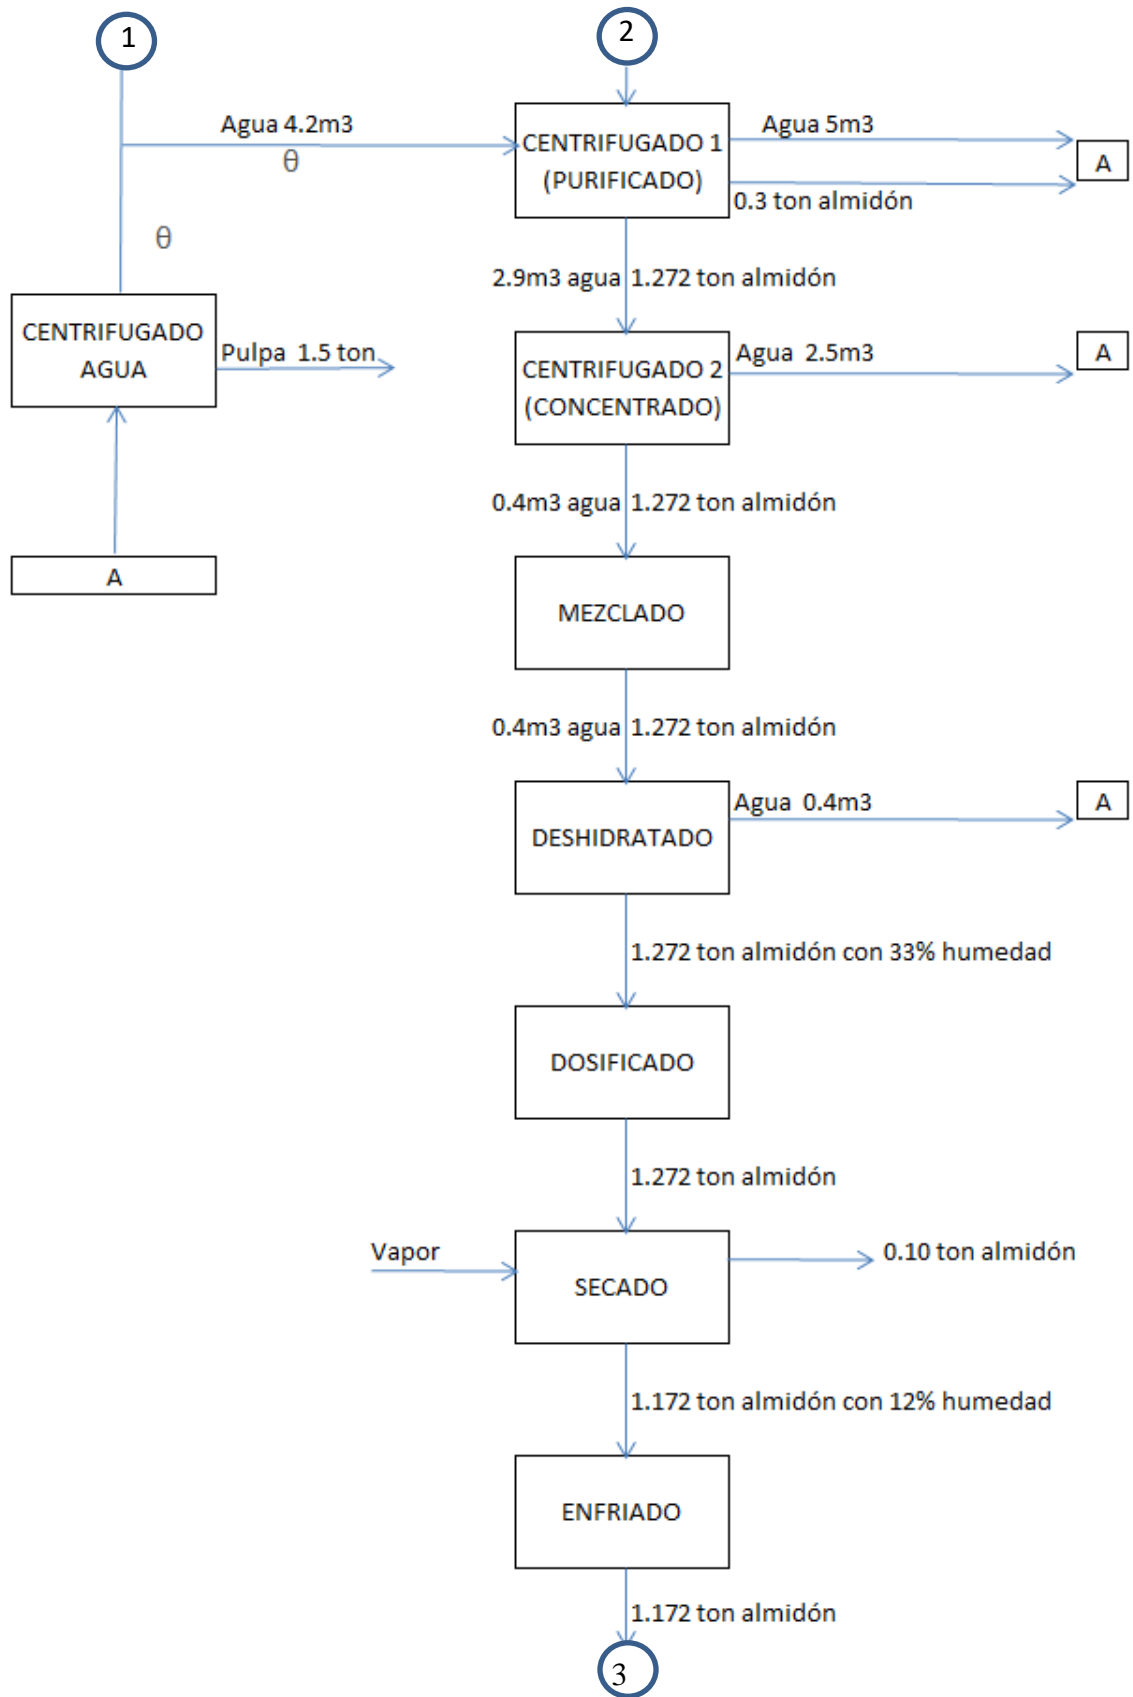 1
2
Agua 4.2m3
θ
CENTRIFUGADO 1
(PURIFICADO)
Agua 5m3
A
0.3 ton almidón
θ
2.9m3 agua 1.272 ton almidón
CENTRIFUGADO
AGUA
Pulpa 1.5 ton
CENTRIFUGADO 2
(CONCENTRADO)
Agua 2.5m3
A
0.4m3 agua 1.272 ton almidón
A
MEZCLADO
0.4m3 agua 1.272 ton almidón
DESHIDRATADO
Agua 0.4m3
A
1.272 ton almidón con 33% humedad
DOSIFICADO
1.272 ton almidón
Vapor
SECADO
0.10 ton almidón
1.172 ton almidón con 12% humedad
ENFRIADO
1.172 ton almidón
3